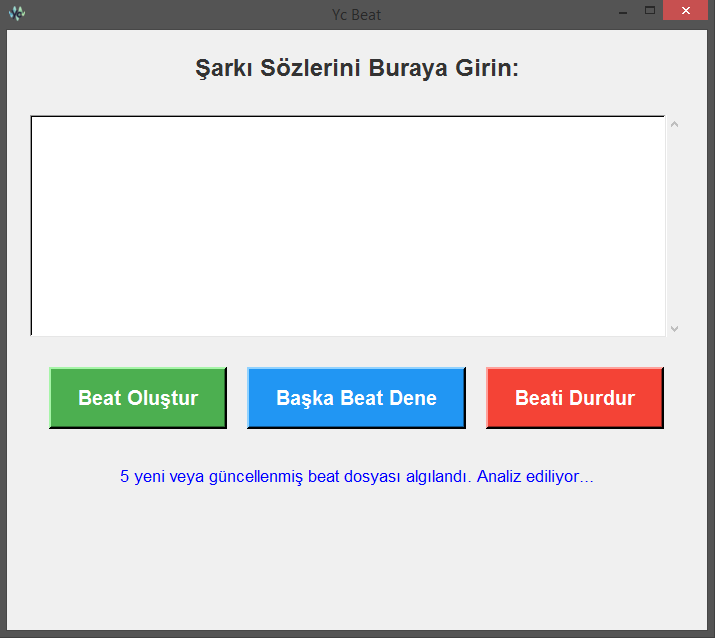 Yc Beat
Şarkı Sözlerini Buraya Girin:
Beat Oluştur
Başka Beat Dene
Beati Durdur
5 yeni veya güncellenmiş beat dosyası algılandı. Analiz ediliyor...